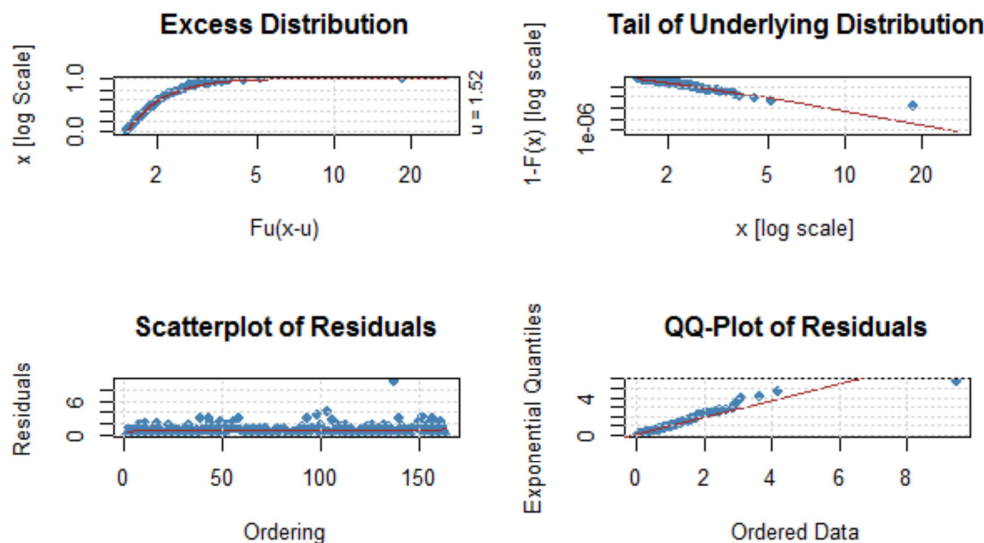 Excess Distribution
x [log Scale]
0.0 1.0
u = 1.52
2 5 10 20
Fu(x-u)
Tail of Underlying Distribution
1-F(x) [log scale]
1e-06
2 5 10 20
x [log scale]
Scatterplot of Residuals
Residuals
0 6
0 50 100 150
Ordering
QQ-Plot of Residuals
Exponential Quantiles
0 4
0 2 4 6 8
Ordered Data